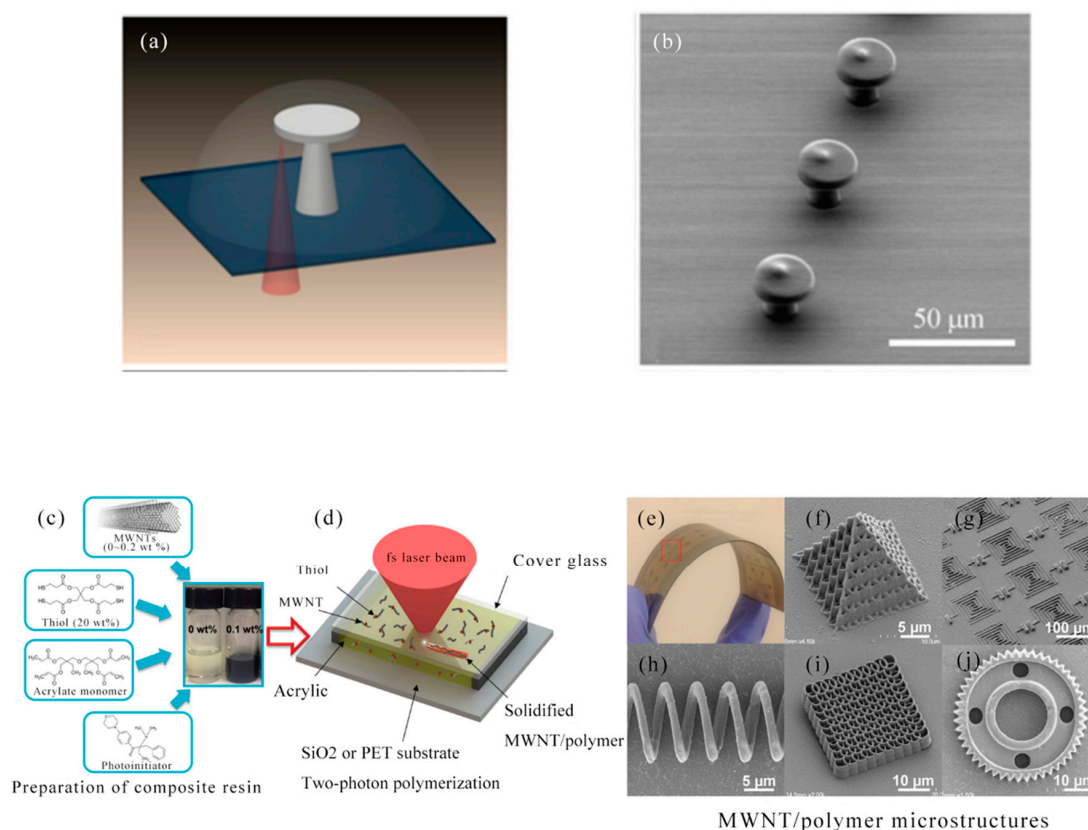 (a)
(b)
50 µm
(c)
MWNTs
(0~0.2 wt %)
Thiol (20 wt%)
Acrylate monomer
Photoinitiator
0 wt%
0.1 wt%
Preparation of composite resin
(d)
fs laser beam
Thiol
MWNT
Cover glass
Acrylic
Solidified
MWNT/polymer
SiO2 or PET substrate
Two-photon polymerization
(e)
(f)
5 µm
(g)
100 µm
(h)
5 µm
(i)
10 µm
(j)
10 µm
MWNT/polymer microstructures